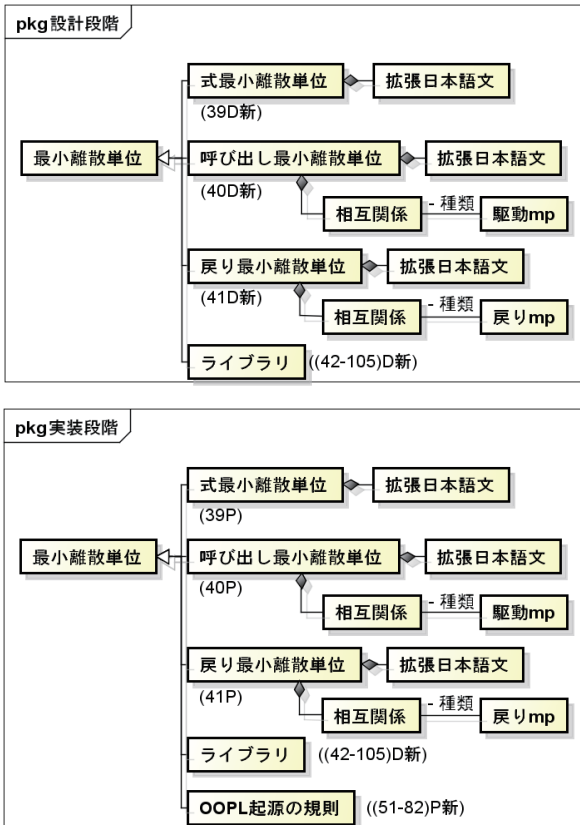 pkg 設計段階
式最小離散単位 拡張日本語文
(39D新)
最小離散単位 呼び出し最小離散単位 拡張日本語文
(40D新)
相互関係 - 種類 駆動mp
戻り最小離散単位 拡張日本語文
(41D新)
相互関係 - 種類 戻りmp
ライブラリ ((42-105)D新)
pkg 実装段階
式最小離散単位 拡張日本語文
(39P)
最小離散単位 呼び出し最小離散単位 拡張日本語文
(40P)
相互関係 - 種類 駆動mp
戻り最小離散単位 拡張日本語文
(41P)
相互関係 - 種類 戻りmp
ライブラリ ((42-105)D新)
OOPL起源の規則 ((51-82)P新)